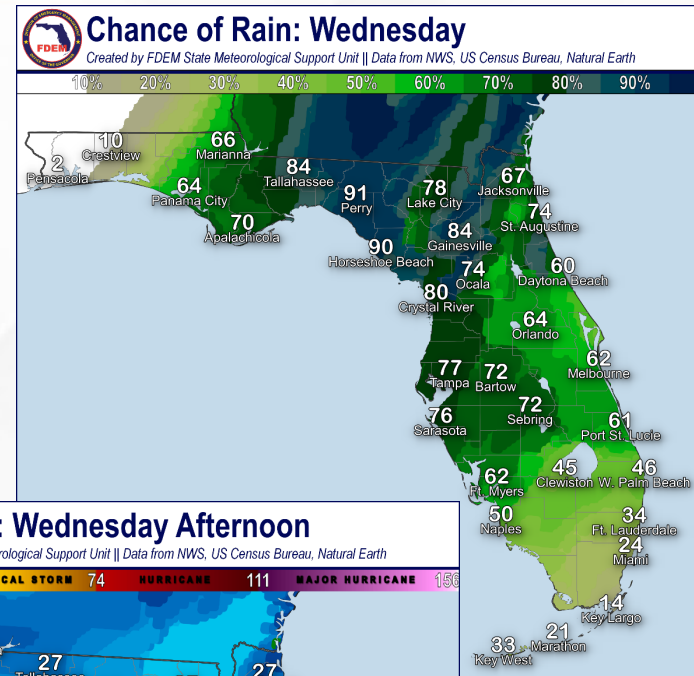 Chance of Rain: Wednesday
FDEM
Created by FDEM State Meteorological Support Unit || Data from NWS, US Census Bureau, Natural Earth
10% 20% 30% 40% 50% 60% 70% 80% 90%
10
Crestview
2
Pensacola
66
Marianna
64
Panama City
70
Apalachicola
84
Tallahassee
91
Perry
78
Lake City
67
Jacksonville
74
St. Augustine
84
Gainesville
90
Horseshoe Beach
74
Ocala
60
Daytona Beach
80
Crystal River
64
Orlando
62
Melbourne
77
Tampa
72
Bartow
72
Sebring
76
Sarasota
61
Port St. Lucie
62
Ft. Myers
45
Clewiston
46
W. Palm Beach
50
Naples
34
Ft. Lauderdale
24
Miami
14
Key Largo
21
Marathon
33
Key West
: Wednesday Afternoon
rological Support Unit || Data from NWS, US Census Bureau, Natural Earth
CAL STORM 74 HURRICANE 111 MAJOR HURRICANE 156
27
27